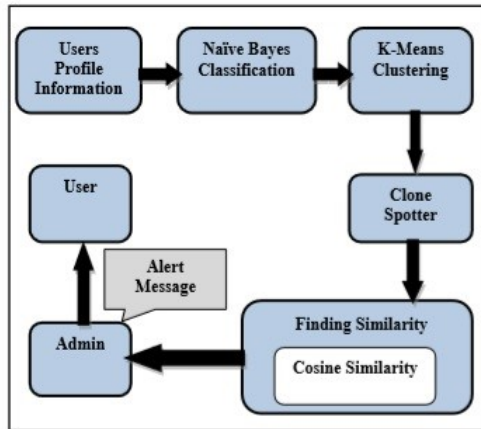 Users
Profile
Information
Naïve Bayes
Classification
K-Means
Clustering
Clone
Spotter
Finding Similarity
Cosine Similarity
Admin
Alert
Message
User